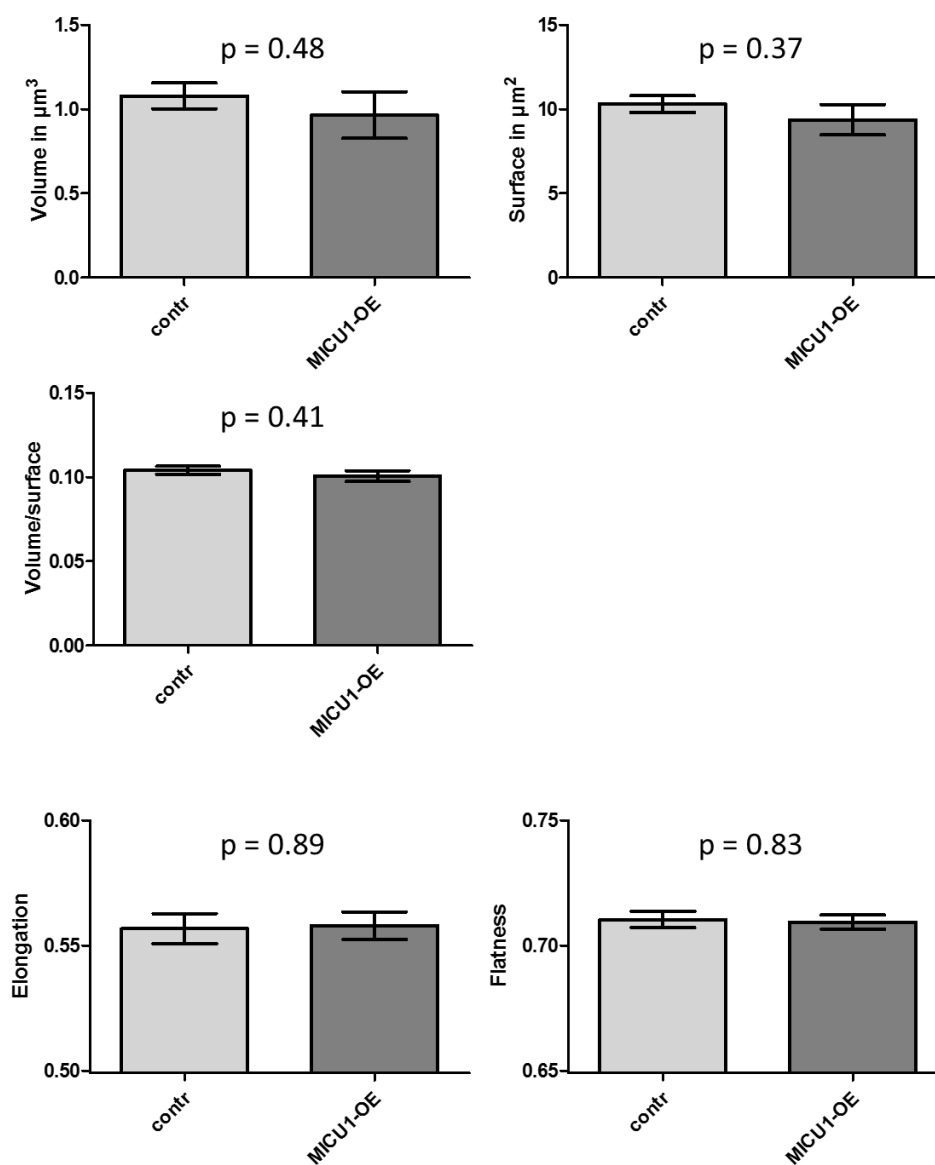 p = 0.48
Volume in µm³
1.5
1.0
0.5
0.0
contr
MICU1-OE
p = 0.37
Surface in µm²
15
10
5
0
contr
MICU1-OE
p = 0.41
Volume/surface
0.15
0.10
0.05
0.00
contr
MICU1-OE
p = 0.89
Elongation
0.60
0.55
0.50
contr
MICU1-OE
p = 0.83
Flatness
0.75
0.70
0.65
contr
MICU1-OE